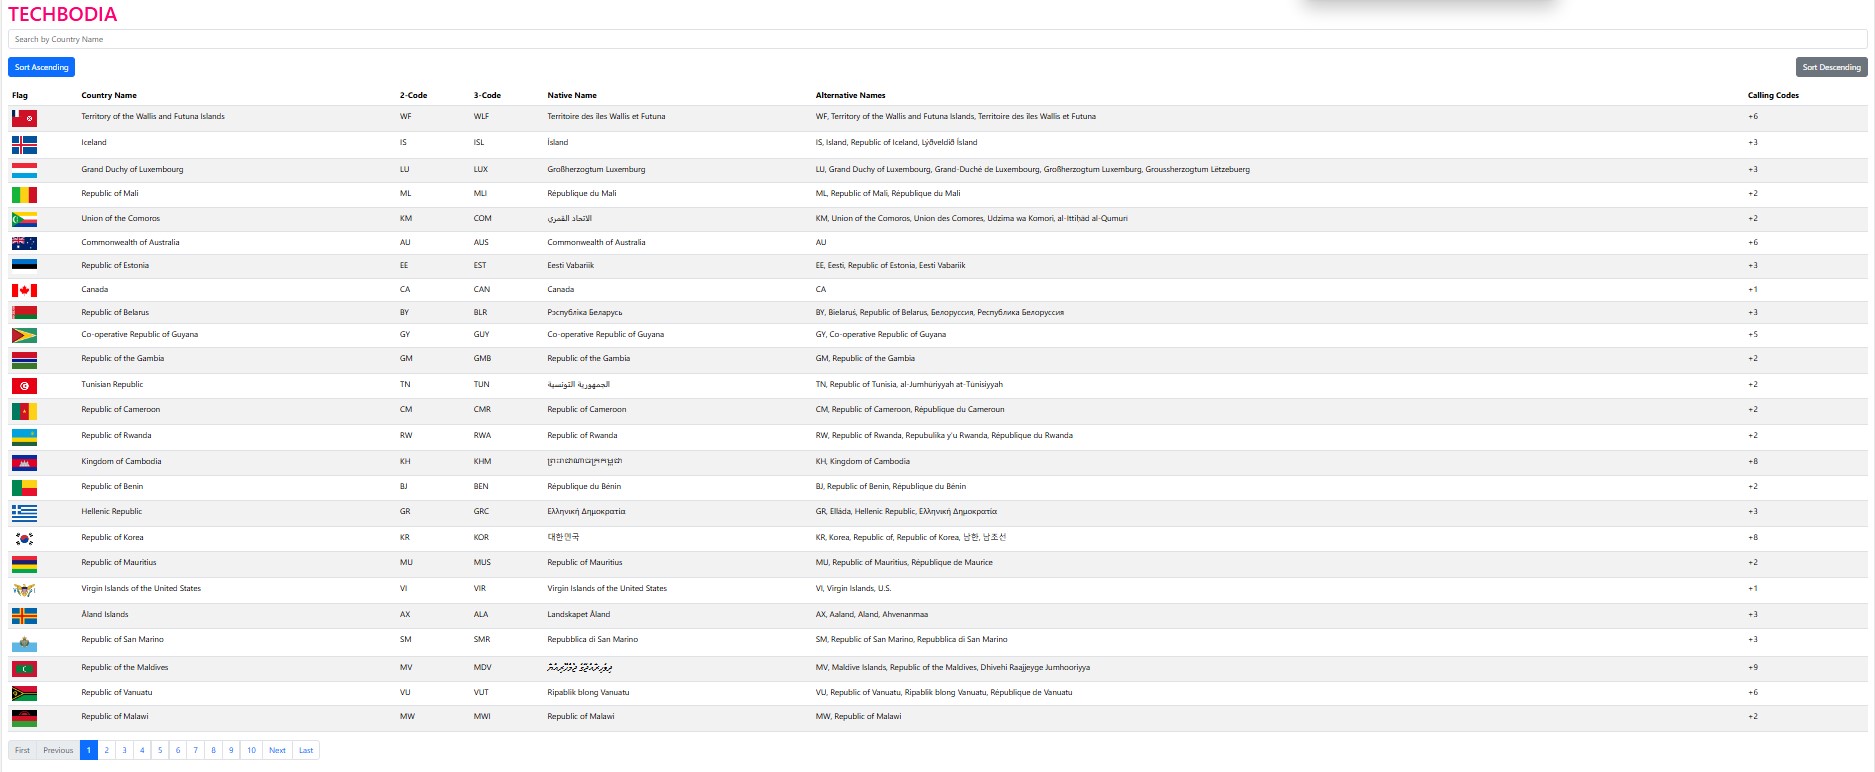 TECHBODIA
Search by Country Name
Sort Ascending Sort Descending
Flag Country Name 2-Code 3-Code Native Name Alternative Names Calling Codes
Territory of the Wallis and Futuna Islands WF WLF Territoire des îles Wallis et Futuna WF, Territory of the Wallis and Futuna Islands, Territoire des îles Wallis et Futuna +6
Iceland IS ISL Ísland IS, Island, Republic of Iceland, Lýðveldið Ísland +3
Grand Duchy of Luxembourg LU LUX Großherzogtum Luxemburg LU, Grand Duchy of Luxembourg, Grand-Duché de Luxembourg, Großherzogtum Luxemburg, Groussherzogtum Lëtzebuerg +3
Republic of Mali ML MLI République du Mali ML, Republic of Mali, République du Mali +2
Union of the Comoros KM COM الاتحاد القمري KM, Union of the Comoros, Union des Comores, Udzima wa Komori, al-Ittiḥād al-Qumurī +2
Commonwealth of Australia AU AUS Commonwealth of Australia AU +6
Republic of Estonia EE EST Eesti Vabariik EE, Eesti, Republic of Estonia, Eesti Vabariik +3
Canada CA CAN Canada CA +1
Republic of Belarus BY BLR Рэспубліка Беларусь BY, Bielaruś, Republic of Belarus, Белоруссия, Республика Белоруссия +3
Co-operative Republic of Guyana GY GUY Co-operative Republic of Guyana GY, Co-operative Republic of Guyana +5
Republic of the Gambia GM GMB Republic of the Gambia GM, Republic of the Gambia +2
Tunisian Republic TN TUN الجمهورية التونسية TN, Republic of Tunisia, al-Jumhūriyyah at-Tūnisiyyah +2
Republic of Cameroon CM CMR Republic of Cameroon CM, Republic of Cameroon, République du Cameroun +2
Republic of Rwanda RW RWA Republic of Rwanda RW, Republic of Rwanda, Repubulika y'u Rwanda, République du Rwanda +2
Kingdom of Cambodia KH KHM ព្រះរាជាណាចក្រកម្ពុជា KH, Kingdom of Cambodia +8
Republic of Benin BJ BEN République du Bénin BJ, Republic of Benin, République du Bénin +2
Hellenic Republic GR GRC Ελληνική Δημοκρατία GR, Elláda, Hellenic Republic, Ελληνική Δημοκρατία +3
Republic of Korea KR KOR 대한민국 KR, Korea, Republic of, Republic of Korea, 남한, 남조선 +8
Republic of Mauritius MU MUS Republic of Mauritius MU, Republic of Mauritius, République de Maurice +2
Virgin Islands of the United States VI VIR Virgin Islands of the United States VI, Virgin Islands, U.S. +1
Åland Islands AX ALA Landskapet Åland AX, Aaland, Aland, Ahvenanmaa +3
Republic of San Marino SM SMR Repubblica di San Marino SM, Republic of San Marino, Repubblica di San Marino +3
Republic of the Maldives MV MDV ދިވެހިރާއްޖޭގެ ޖުމްހޫރިއްޔާ MV, Maldive Islands, Republic of the Maldives, Dhivehi Raajjeyge Jumhooriyya +9
Republic of Vanuatu VU VUT Ripablik blong Vanuatu VU, Republic of Vanuatu, Ripablik blong Vanuatu, République de Vanuatu +6
Republic of Malawi MW MWI Republic of Malawi MW, Republic of Malawi +2
First Previous 1 2 3 4 5 6 7 8 9 10 Next Last